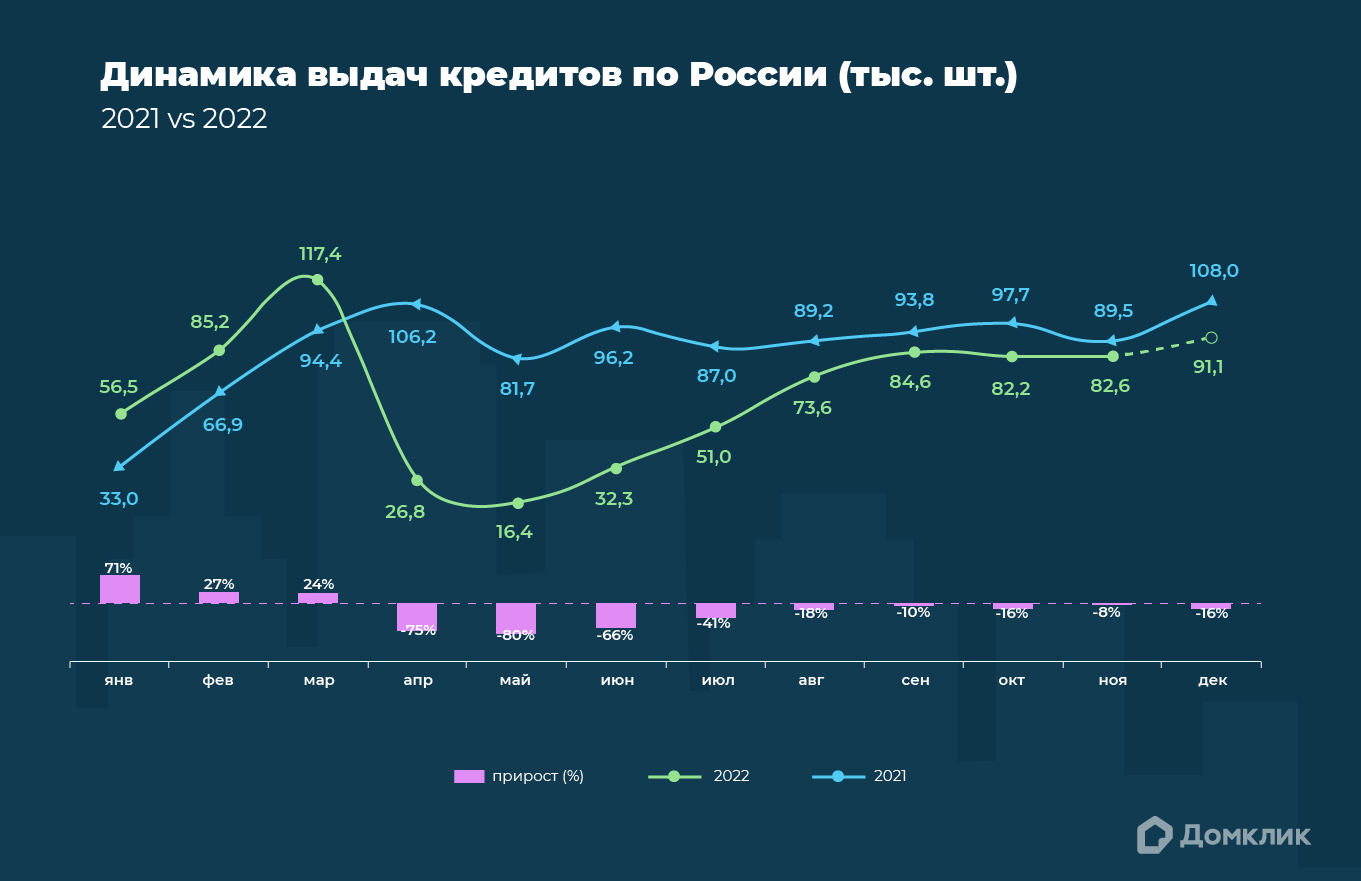 Динамика выдач кредитов по России (тыс. шт.)
2021 vs 2022
117,4
108,0
85,2
106,2
93,8
97,7
89,5
89,2
94,4
96,2
87,0
81,7
56,5
66,9
33,0
26,8
16,4
32,3
51,0
73,6
84,6
82,2
82,6
91,1
71%
27%
24%
-75%
-80%
-66%
-41%
-18%
-10%
-16%
-8%
-16%
янв
фев
мар
апр
май
июн
июл
авг
сен
окт
ноя
дек
прирост (%)
2022
2021
Домклик